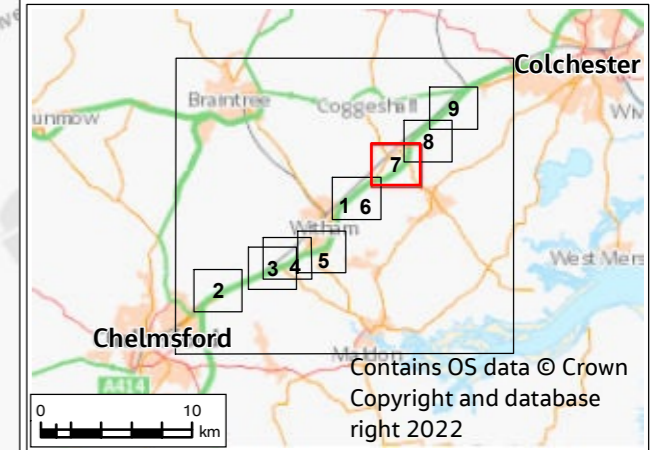 Colchester
Braintree
Coggeshall
unmow
9
8
7
1 6
Witham
5
3 4
2
West Mers
Chelmsford
A414
Contains OS data © Crown
Copyright and database
right 2022
0 10
km